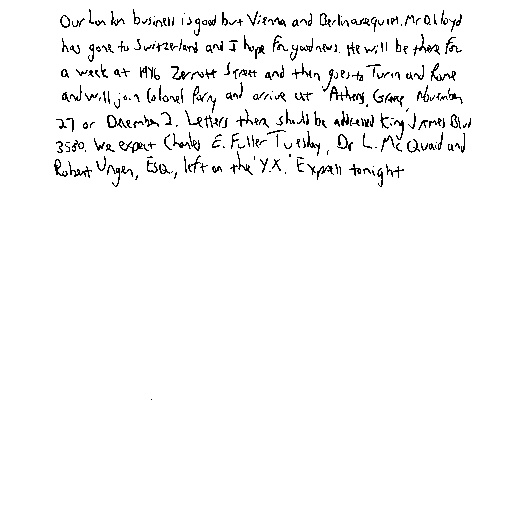 Our London business is good but Vienna and Berlin are quiet. Mr D. Lloyd
has gone to Switzerland and I hope for good news. He will be there for
a week at 1496 Zermott Street and then goes to Turin and Rome
and will join Colonel Parry and arrive at Athens, Greece, November
27 or December 2. Letters there should be addressed King James Blvd
3580. We expect Charles E. Fuller Tuesday, Dr L. McQuaid and
Robert Unger, Esq., left on the 'Y.X.' Express tonight